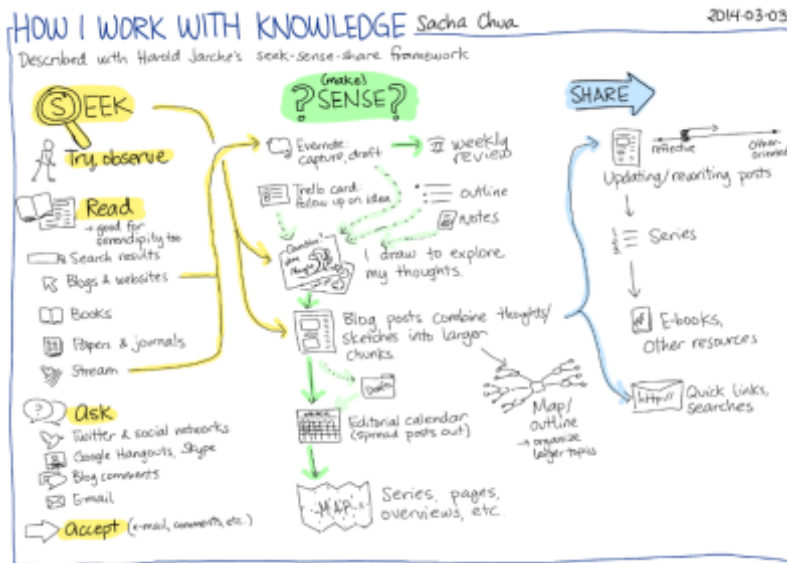 HOW I WORK WITH KNOWLEDGE Sacha Chua
2014-03-03
Described with Harold Jarche's seek-sense-share framework
SEEK
Try, observe
Read
→ good for
serendipity too
Search results
Blogs & websites
Books
Papers & journals
Stream
Ask
Twitter & social networks
Google Hangouts, Skype
Blog comments
E-mail
accept (e-mail, comments, etc.)
(make)
? SENSE ?
Evernote:
capture, draft
weekly
review
Trello card:
follow up on idea
outline
Notes
I draw to explore
my thoughts.
Blog posts combine thoughts/
sketches into larger
chunks.
Drafts
Editorial calendar
(spread posts out)
Map/
outline
→ organize
larger topics
MAP
Series, pages,
overviews, etc.
SHARE
reflective
other-
oriented
Updating/rewriting posts
Series
E-books,
Other resources
http://
Quick links,
searches